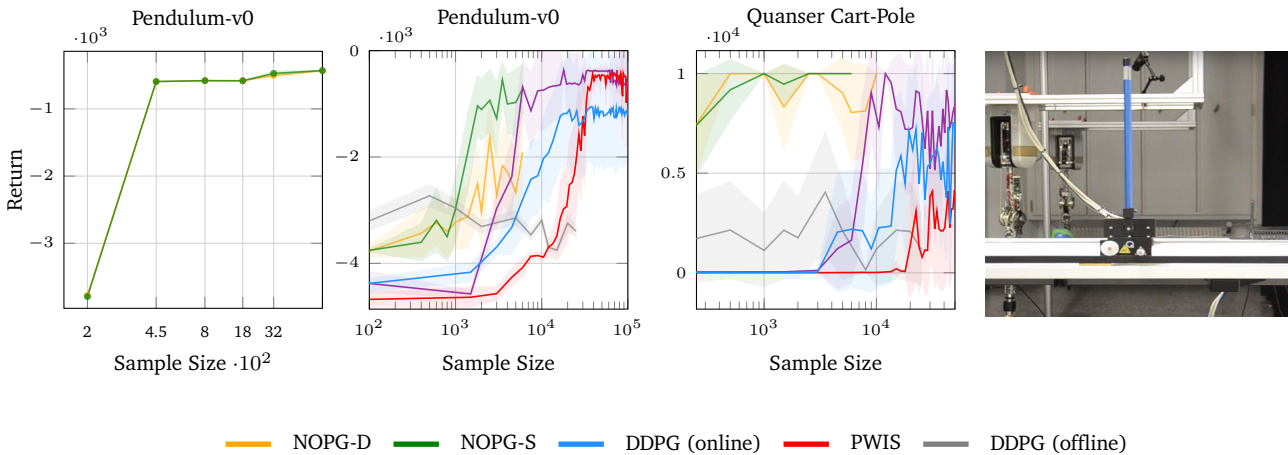 Pendulum-v0
·10³
Return
−1
−2
−3
2 4.5 8 18 32
Sample Size ·10²
Pendulum-v0
·10³
0
−2
−4
10² 10³ 10⁴ 10⁵
Sample Size
Quanser Cart-Pole
·10⁴
1
0.5
0
10³ 10⁴
Sample Size
NOPG-D NOPG-S DDPG (online) PWIS DDPG (offline)